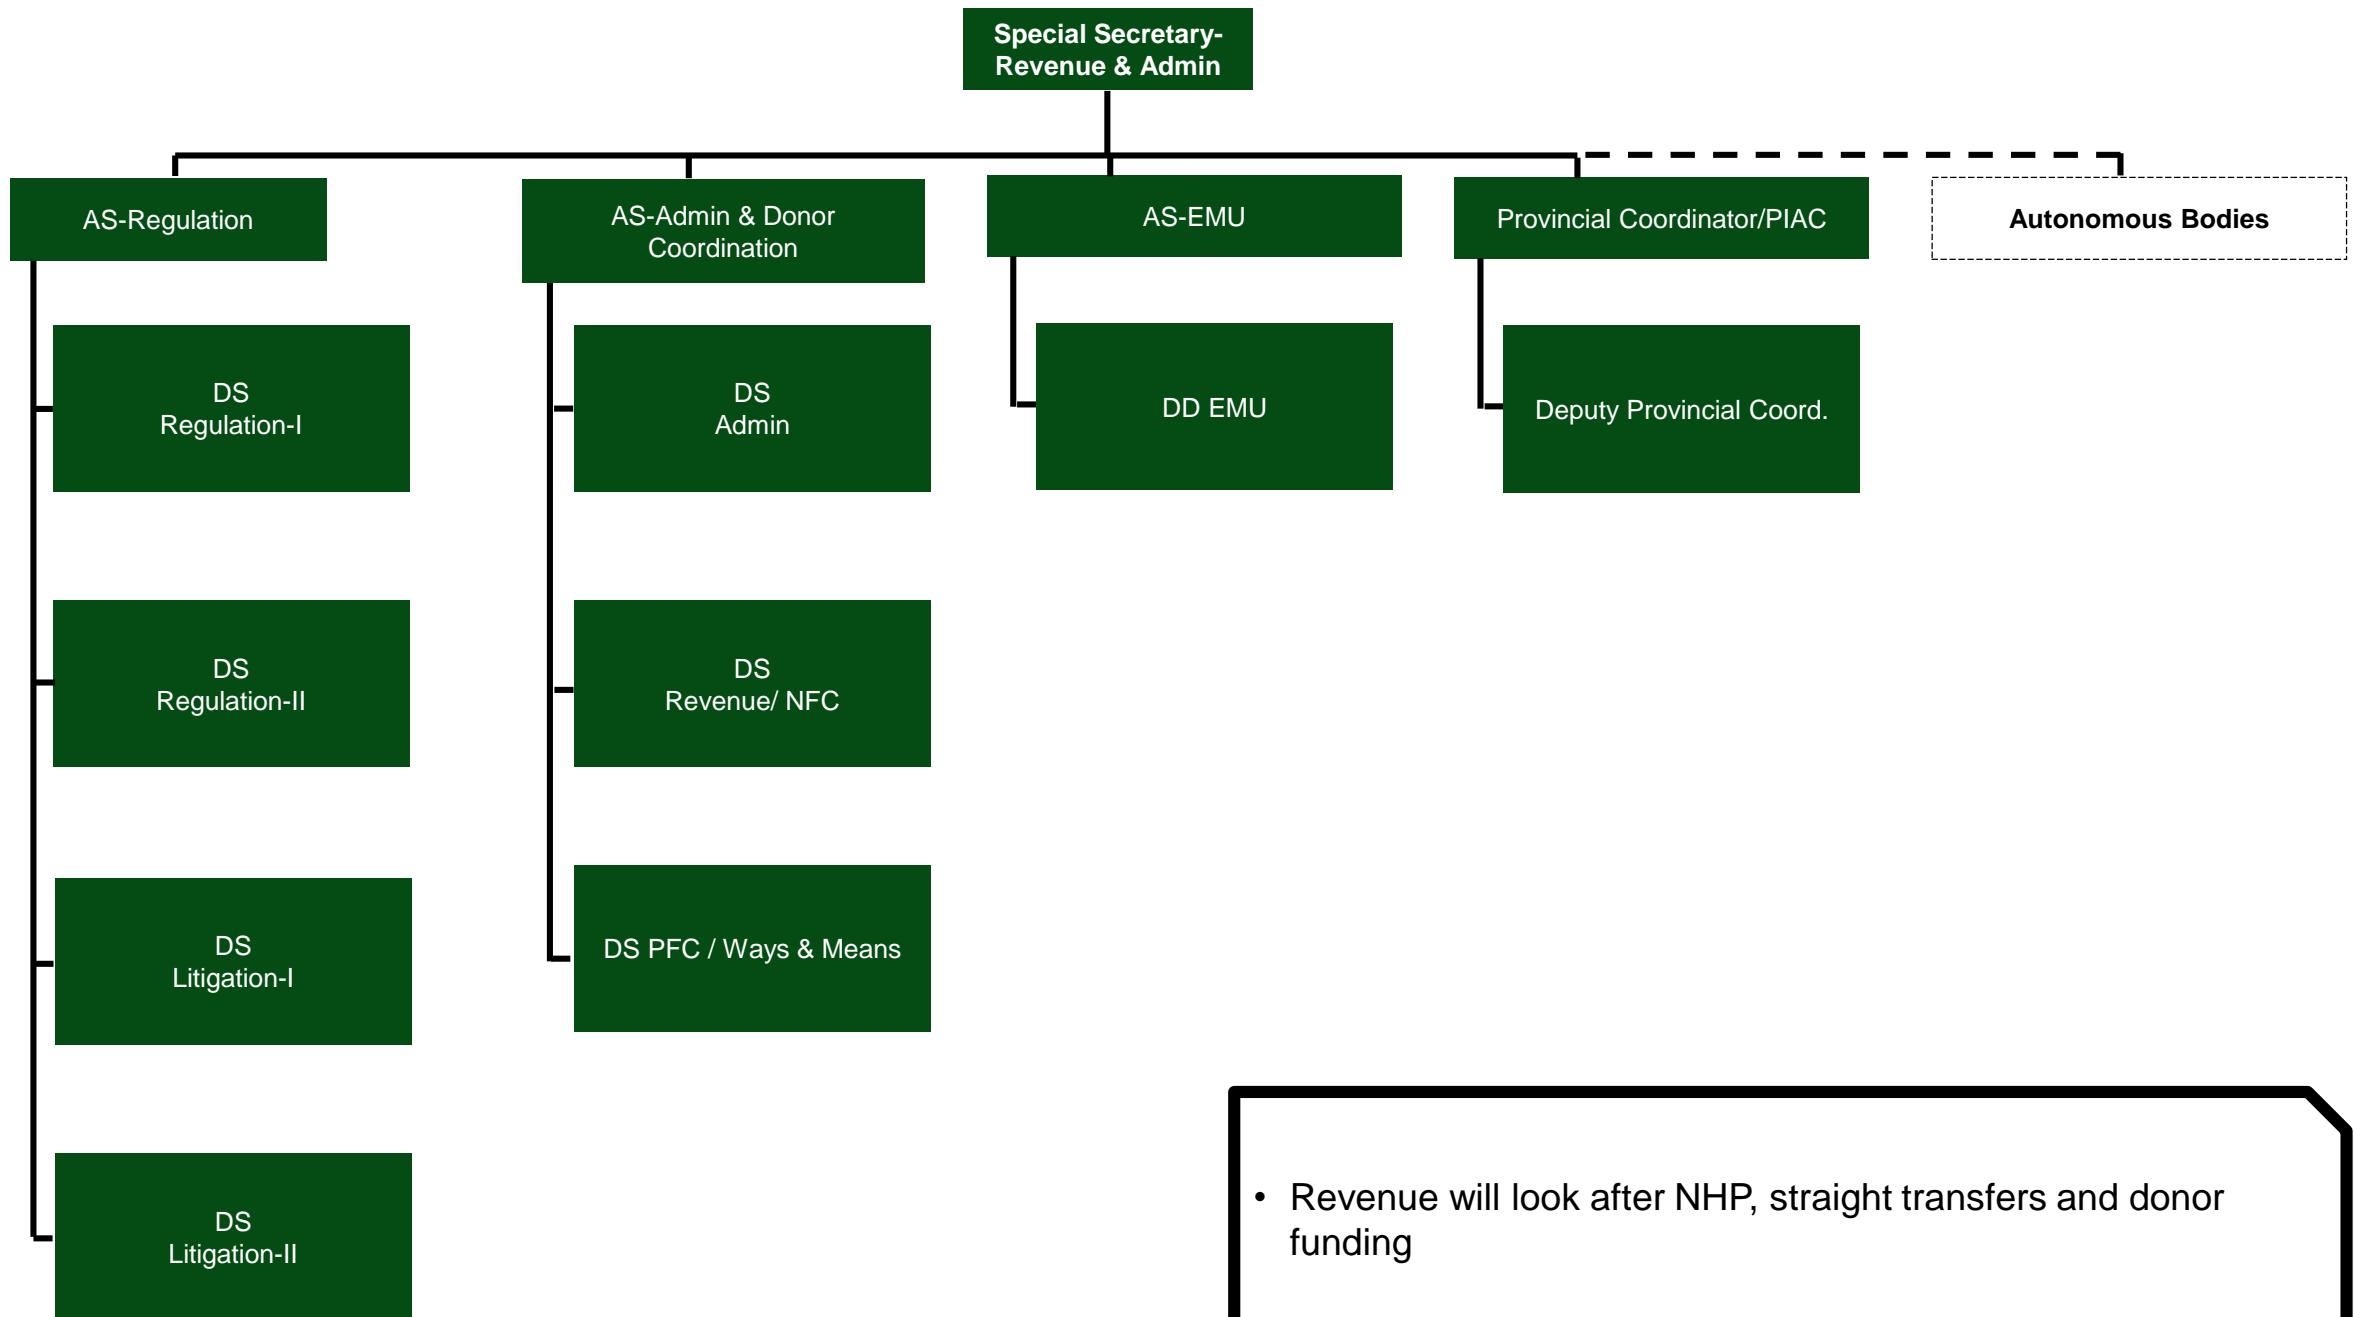 Special Secretary-
Revenue & Admin
AS-Regulation
AS-Admin & Donor
Coordination
AS-EMU
Provincial Coordinator/PIAC
Autonomous Bodies
DS
Regulation-I
DS
Admin
DD EMU
Deputy Provincial Coord.
DS
Regulation-II
DS
Revenue/ NFC
DS
Litigation-I
DS PFC / Ways & Means
DS
Litigation-II
• Revenue will look after NHP, straight transfers and donor
funding